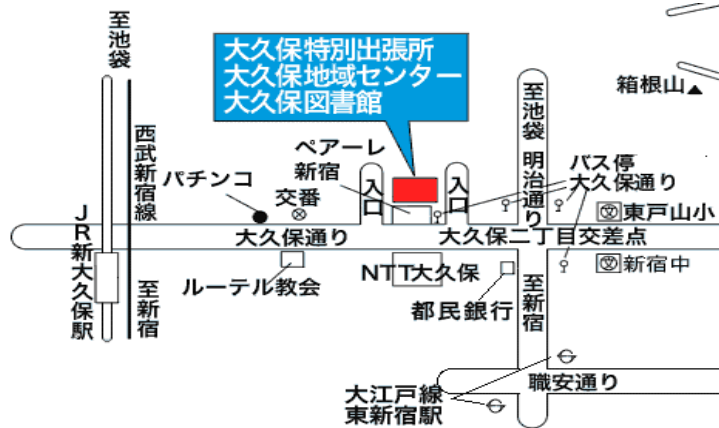 至池袋
大久保特別出張所
大久保地域センター
大久保図書館
至池袋
箱根山
西武新宿線
ペアーレ
新宿
明治通り
バス停
大久保通り
パチンコ
交番
入口
入口
東戸山小
JR新大久保駅
大久保通り
大久保二丁目交差点
ルーテル教会
NTT大久保
新宿中
至新宿
都民銀行
至新宿
職安通り
大江戸線
東新宿駅